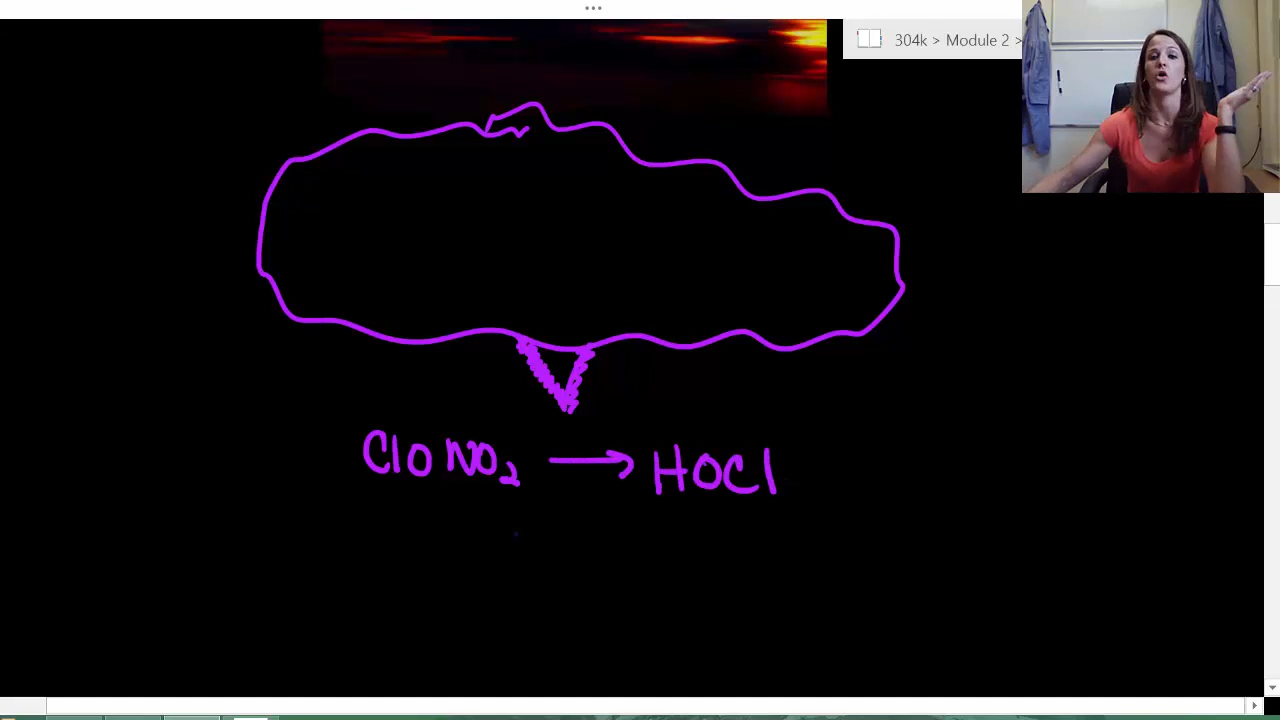 304k > Module 2 >
ClONO2 → HOCl